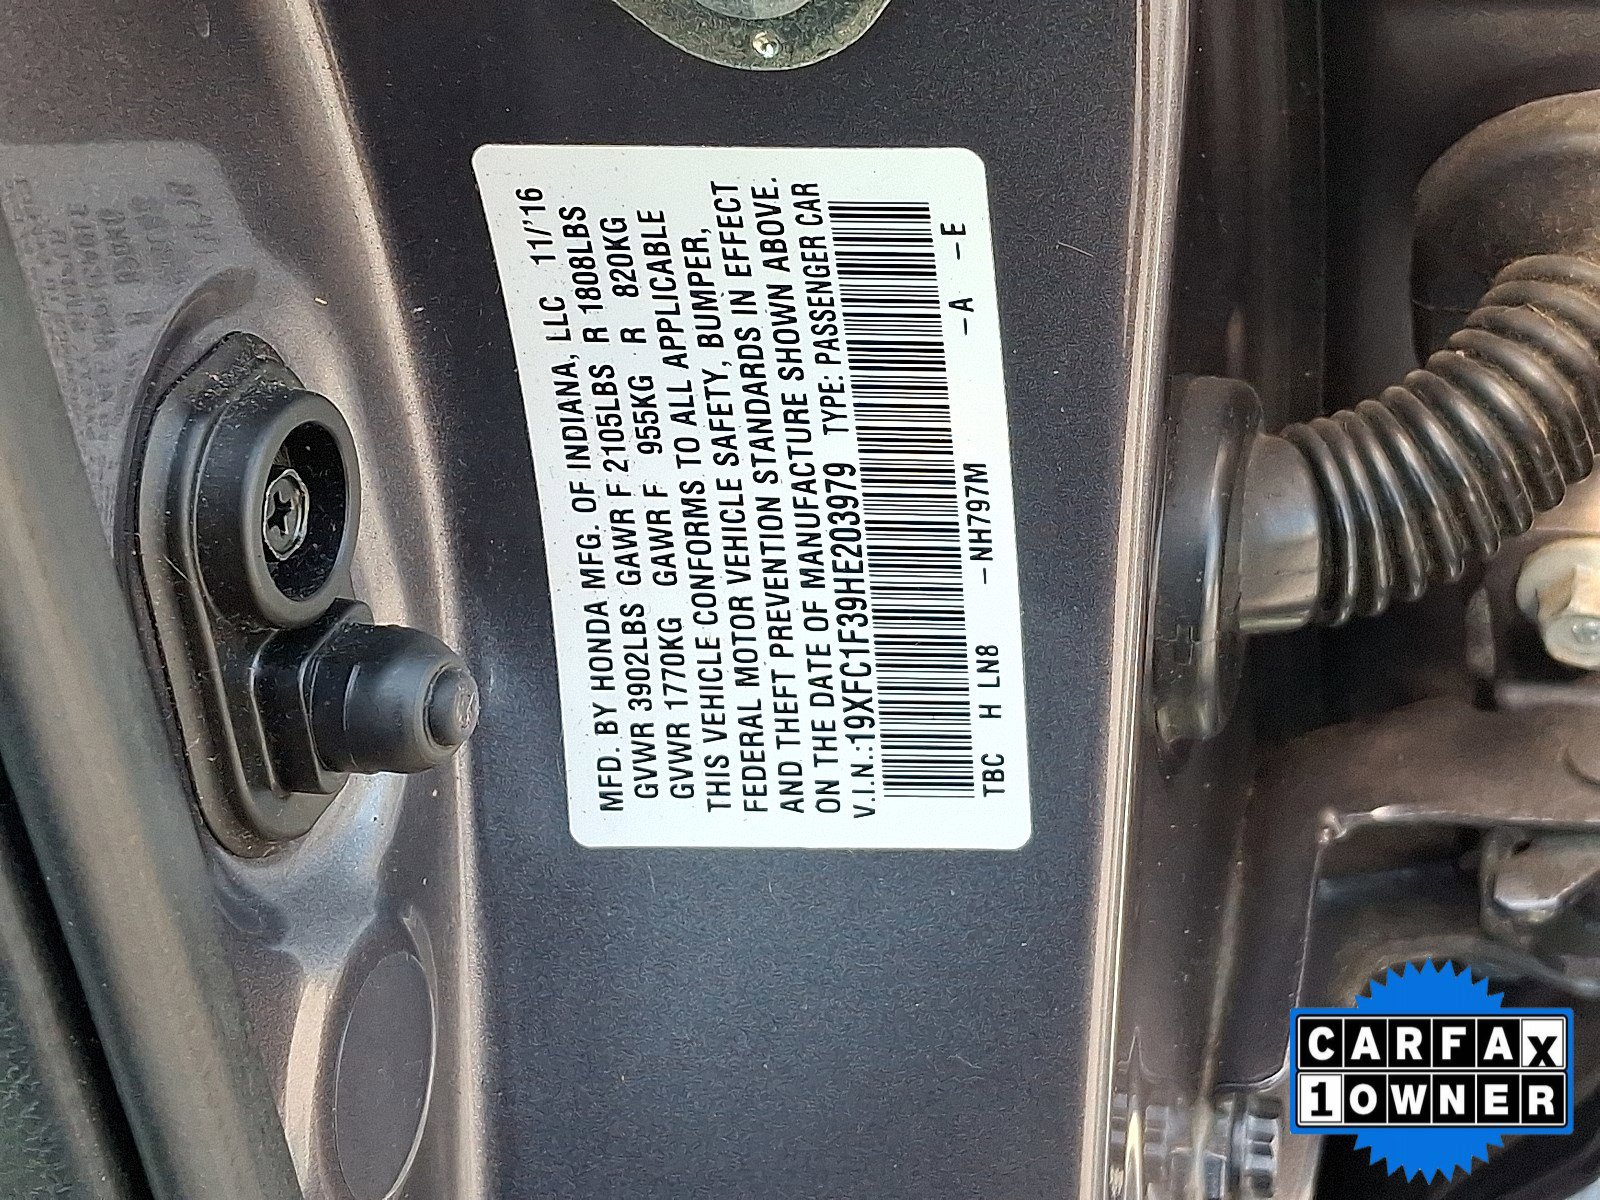 MFD. BY HONDA MFG. OF INDIANA, LLC 11/'16
GVWR 3902LBS GAWR F 2105LBS R 1808LBS
GVWR 1770KG GAWR F 955KG R 820KG
THIS VEHICLE CONFORMS TO ALL APPLICABLE
FEDERAL MOTOR VEHICLE SAFETY, BUMPER,
AND THEFT PREVENTION STANDARDS IN EFFECT
ON THE DATE OF MANUFACTURE SHOWN ABOVE.
V.I.N.:19XFC1F39HE203979 TYPE: PASSENGER CAR
TBC H LN8 -NH797M -A -E
CARFAX
1 OWNER